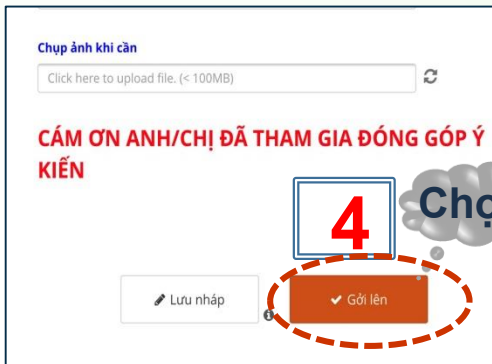 Chụp ảnh khi cần
Click here to upload file. (< 100MB)
CÁM ƠN ANH/CHỊ ĐÃ THAM GIA ĐÓNG GÓP Ý
KIẾN
4
Lưu nháp
Gởi lên